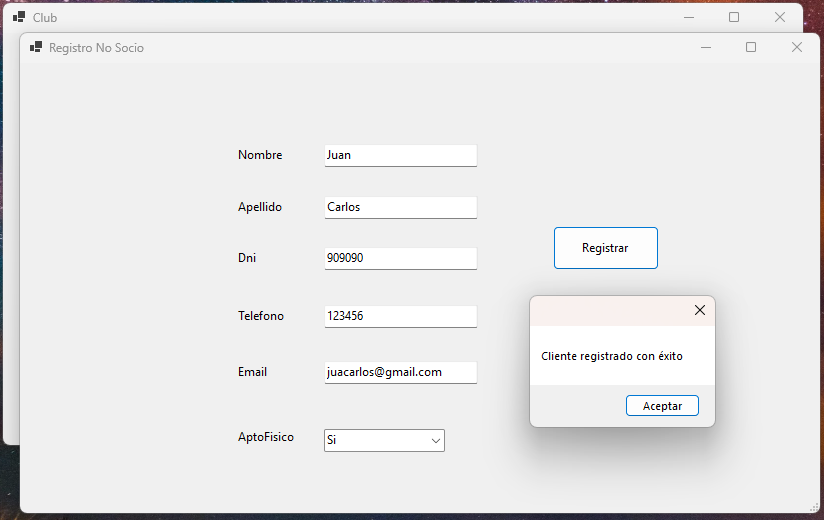 Club
Registro No Socio
Nombre
Juan
Apellido
Carlos
Dni
909090
Registrar
Telefono
123456
Cliente registrado con éxito
Email
juacarlos@gmail.com
Aceptar
AptoFisico
Si